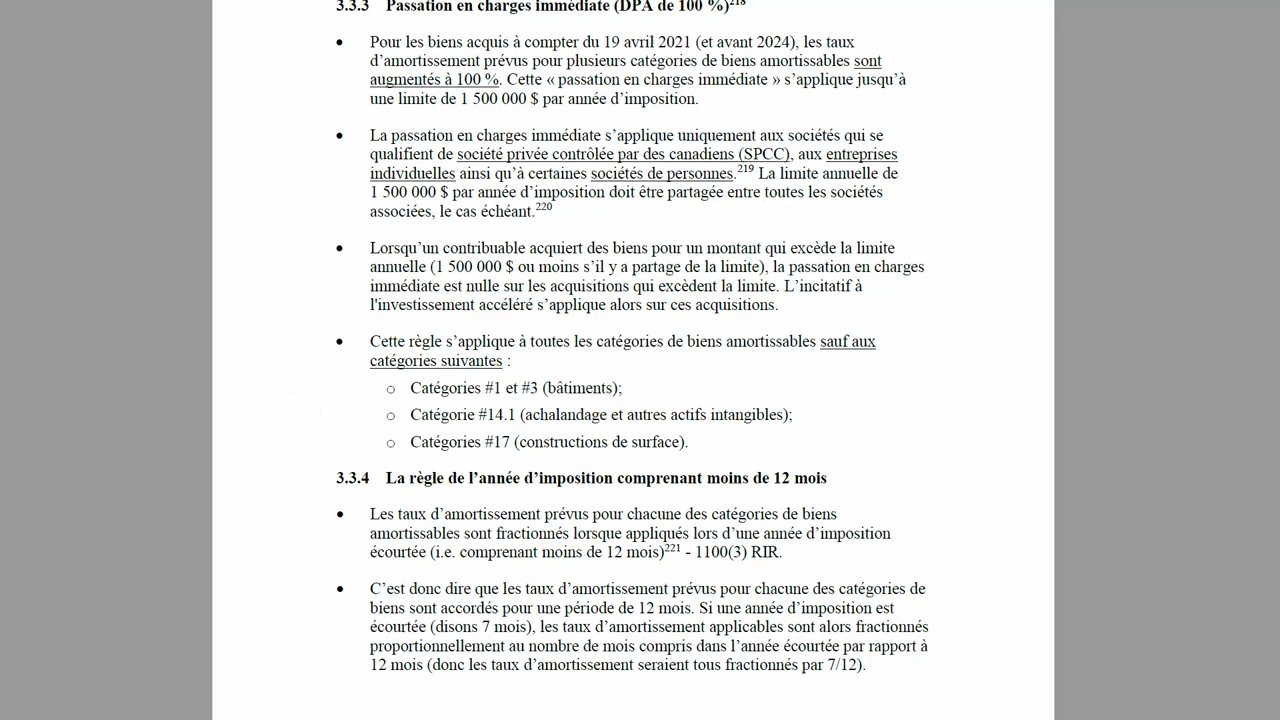 3.3.3 Passation en charges immédiate (DPA de 100 %)218
• Pour les biens acquis à compter du 19 avril 2021 (et avant 2024), les taux
d’amortissement prévus pour plusieurs catégories de biens amortissables sont
augmentés à 100 %. Cette « passation en charges immédiate » s’applique jusqu’à
une limite de 1 500 000 $ par année d’imposition.
• La passation en charges immédiate s’applique uniquement aux sociétés qui se
qualifient de société privée contrôlée par des canadiens (SPCC), aux entreprises
individuelles ainsi qu’à certaines sociétés de personnes.219 La limite annuelle de
1 500 000 $ par année d’imposition doit être partagée entre toutes les sociétés
associées, le cas échéant.220
• Lorsqu’un contribuable acquiert des biens pour un montant qui excède la limite
annuelle (1 500 000 $ ou moins s’il y a partage de la limite), la passation en charges
immédiate est nulle sur les acquisitions qui excèdent la limite. L’incitatif à
l'investissement accéléré s’applique alors sur ces acquisitions.
• Cette règle s’applique à toutes les catégories de biens amortissables sauf aux
catégories suivantes :
○ Catégories #1 et #3 (bâtiments);
○ Catégorie #14.1 (achalandage et autres actifs intangibles);
○ Catégories #17 (constructions de surface).
3.3.4 La règle de l’année d’imposition comprenant moins de 12 mois
• Les taux d’amortissement prévus pour chacune des catégories de biens
amortissables sont fractionnés lorsque appliqués lors d’une année d’imposition
écourtée (i.e. comprenant moins de 12 mois)221 - 1100(3) RIR.
• C’est donc dire que les taux d’amortissement prévus pour chacune des catégories de
biens sont accordés pour une période de 12 mois. Si une année d’imposition est
écourtée (disons 7 mois), les taux d’amortissement applicables sont alors fractionnés
proportionnellement au nombre de mois compris dans l’année écourtée par rapport à
12 mois (donc les taux d’amortissement seraient tous fractionnés par 7/12).